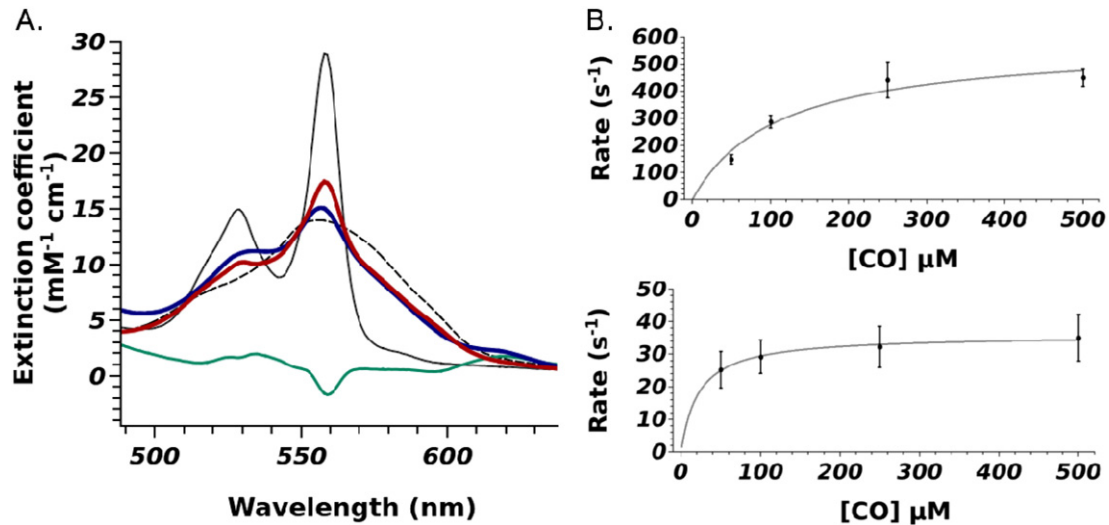 A.
30
25
20
15
10
5
0
Extinction coefficient
(mM⁻¹ cm⁻¹)
500
550
600
Wavelength (nm)
B.
600
500
400
300
200
100
0
Rate (s⁻¹)
0 100 200 300 400 500
[CO] µM
50
40
30
20
10
0
Rate (s⁻¹)
0 100 200 300 400 500
[CO] µM